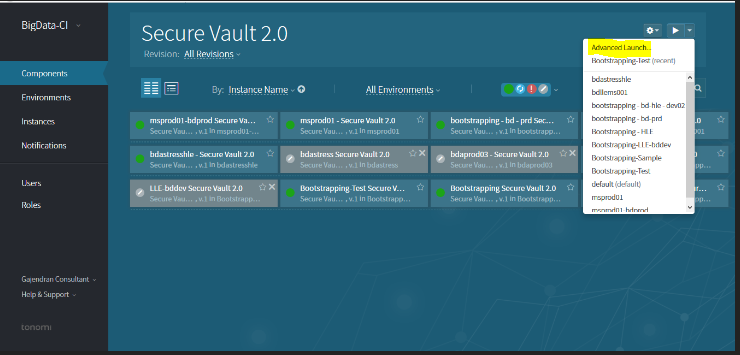 BigData-CI
Secure Vault 2.0
Revision: All Revisions
Components
Environments
Instances
Notifications
Users
Roles
Gajendran Consultant
Help & Support
tonomi
By: Instance Name
All Environments
Advanced Launch...
Bootstrapping-Test (recent)
bdastresshle
bdllems001
bootstrapping - bd-hle - dev02
bootstrapping - bd-prd
Bootstrapping - HLE
Bootstrapping-LLE-bddev
Bootstrapping-Sample
Bootstrapping-Test
default (default)
msprod01
msprod01-bdprod
msprod01-bdprod Secure Va...
Secure Vau... , v.1 in msprod01-...
msprod01 - Secure Vault 2.0
Secure Vau... , v.1 in msprod01
bootstrapping - bd - prd Sec...
Secure Vau... , v.1 in bootstrapp...
.0
bdastresshle - Secure Vault 2.0
Secure Vau... , v.1 in bdastresshle
bdastress Secure Vault 2.0
Secure Vau... , v.1 in bdastress
bdaprod03 - Secure Vault 2.0
Secure Vau... , v.1 in bdaprod03
LLE-bddev Secure Vault 2.0
Secure Vau... , v.1 in Bootstrapp...
Bootstrapping-Test Secure V...
Secure Vau... , v.1 in Bootstrapp...
Bootstrapping Secure Vault 2.0
Secure Vau... , v.1 in Bootstrapp...